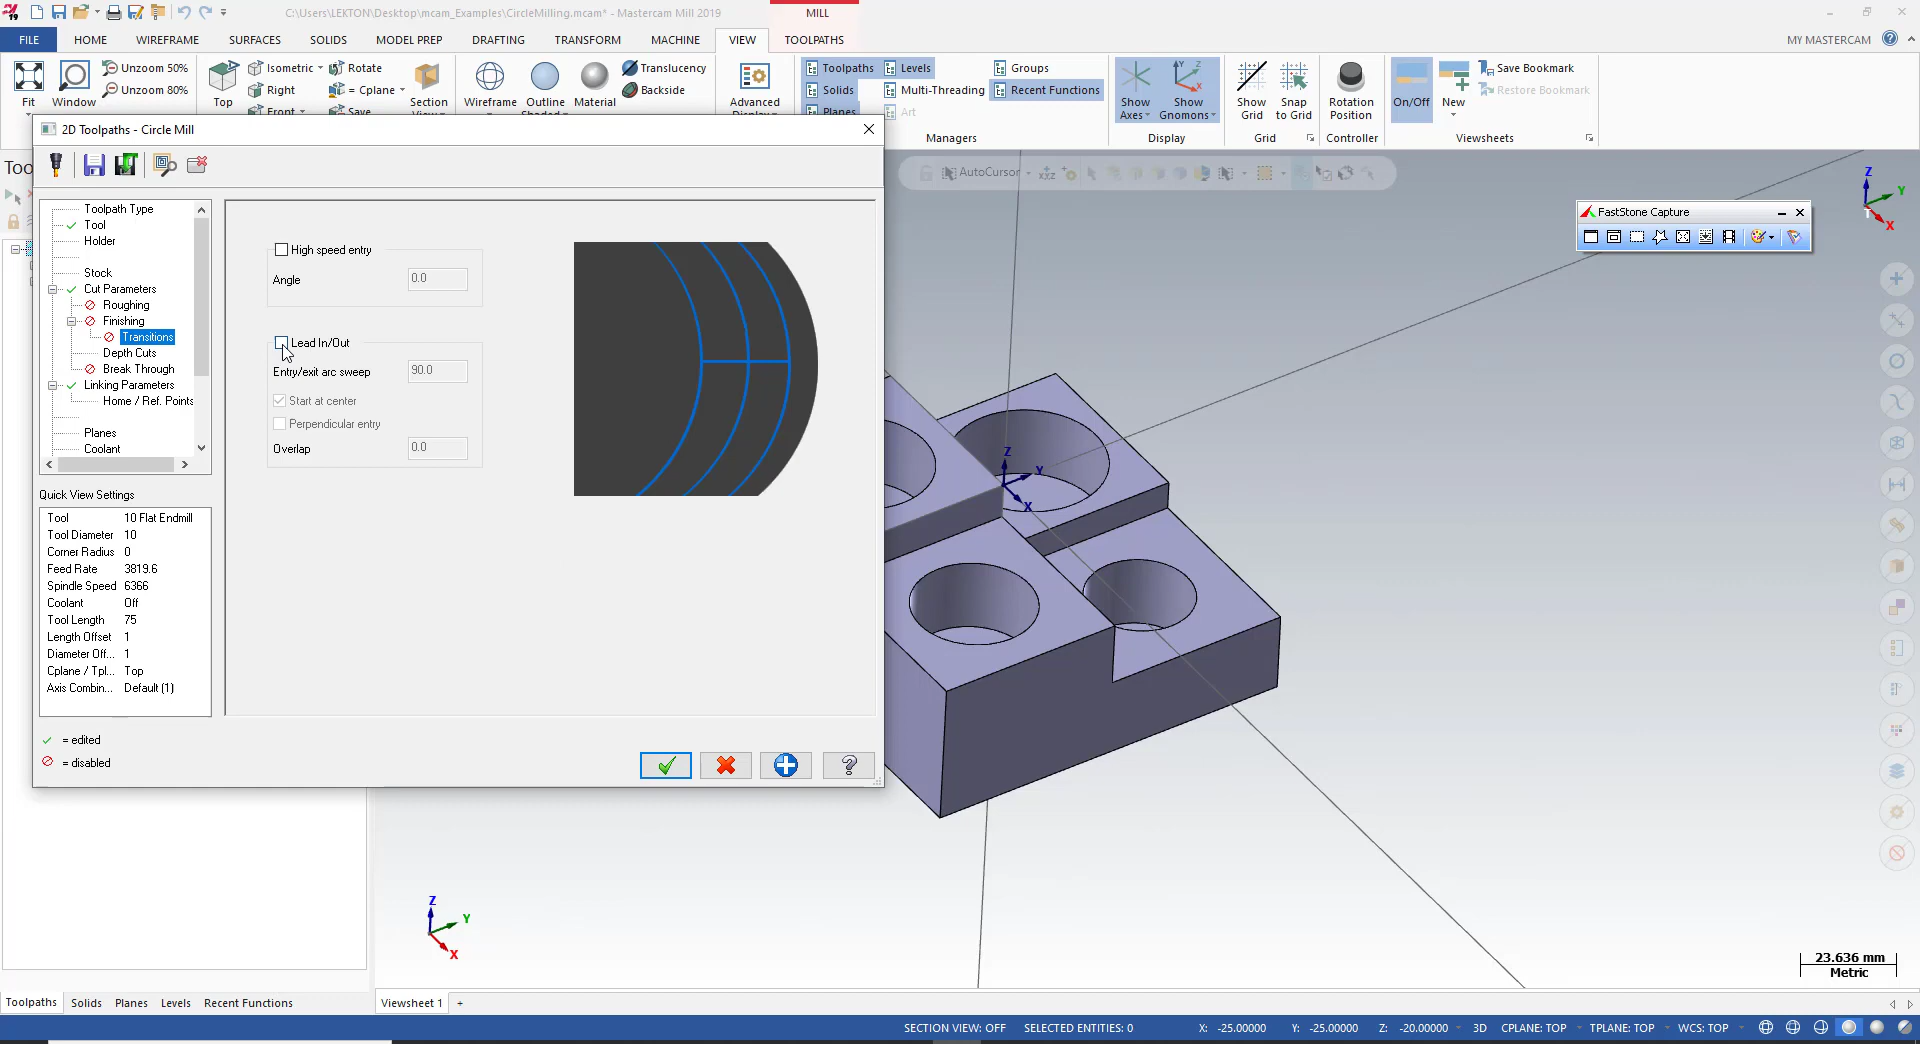 C:\Users\LEKTON\Desktop\mcam_Examples\CircleMilling.mcam* - Mastercam Mill 2019
MILL
FILE HOME WIREFRAME SURFACES SOLIDS MODEL PREP DRAFTING TRANSFORM MACHINE VIEW TOOLPATHS MY MASTERCAM
Unzoom 50% Isometric Rotate Translucency Toolpaths Levels Groups Save Bookmark
Unzoom 80% Right = Cplane Backside Solids Multi-Threading Recent Functions Restore Bookmark
Fit Window Top Front Save Section View Wireframe Outline Shaded Material Advanced Display Planes Art Show Axes Show Gnomons Show Grid Snap to Grid Rotation Position On/Off New
Managers Display Grid Controller Viewsheets
2D Toolpaths - Circle Mill
Too
AutoCursor
FastStone Capture
Toolpath Type
Tool
Holder
Stock
Cut Parameters
Roughing
Finishing
Transitions
Depth Cuts
Break Through
Linking Parameters
Home / Ref. Points
Planes
Coolant
High speed entry
Angle 0.0
Lead In/Out
Entry/exit arc sweep 90.0
Start at center
Perpendicular entry
Overlap 0.0
Quick View Settings
Tool 10 Flat Endmill
Tool Diameter 10
Corner Radius 0
Feed Rate 3819.6
Spindle Speed 6366
Coolant Off
Tool Length 75
Length Offset 1
Diameter Off... 1
Cplane / Tpl... Top
Axis Combin... Default (1)
= edited
= disabled
Z
Y
X
Z
Y
X
Z
Y
X
23.636 mm
Metric
Toolpaths Solids Planes Levels Recent Functions Viewsheet 1 +
SECTION VIEW: OFF SELECTED ENTITIES: 0 X: -25.00000 Y: -25.00000 Z: -20.00000 3D CPLANE: TOP TPLANE: TOP WCS: TOP